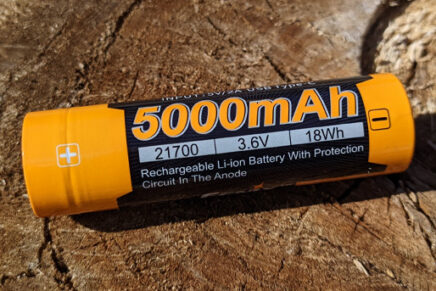 5000mAh
21700 3.6V 18Wh
Rechargeable Li-ion Battery With Protection
Circuit In The Anode
+
-